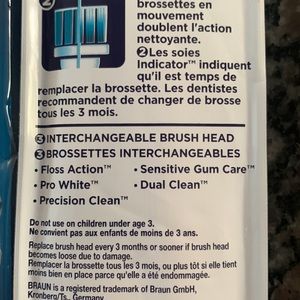 ②
brossettes en
mouvement
doublent l'action
nettoyante.
②Les soies
Indicator™ indiquent
qu'il est temps de
remplacer la brossette. Les dentistes
recommandent de changer de brosse
tous les 3 mois.
③INTERCHANGEABLE BRUSH HEAD
③BROSSETTES INTERCHANGEABLES
• Floss Action™ • Sensitive Gum Care™
• Pro White™ • Dual Clean™
• Precision Clean™
Do not use on children under age 3.
Ne convient pas aux enfants de moins de 3 ans.
Replace brush head every 3 months or sooner if brush head
becomes loose due to damage.
Remplacer la brossette tous les 3 mois, ou plus tôt si elle tient
moins bien en place parce qu'elle a été endommagée.
BRAUN is a registered trademark of Braun GmbH,
Kronberg/Ts., Germany